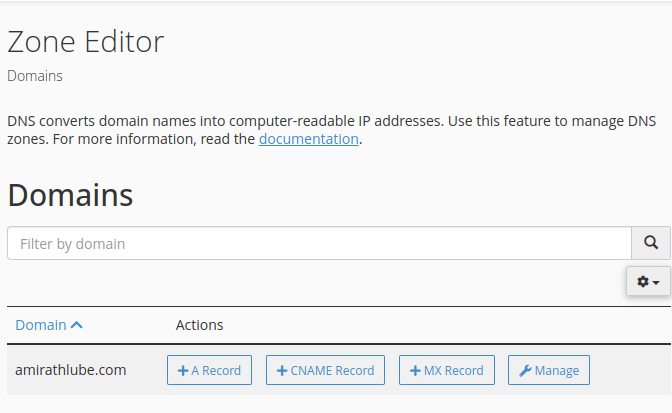 Zone Editor
Domains
DNS converts domain names into computer-readable IP addresses. Use this feature to manage DNS
zones. For more information, read the documentation.
Domains
Filter by domain
Domain Actions
amirathlube.com A Record CNAME Record MX Record Manage